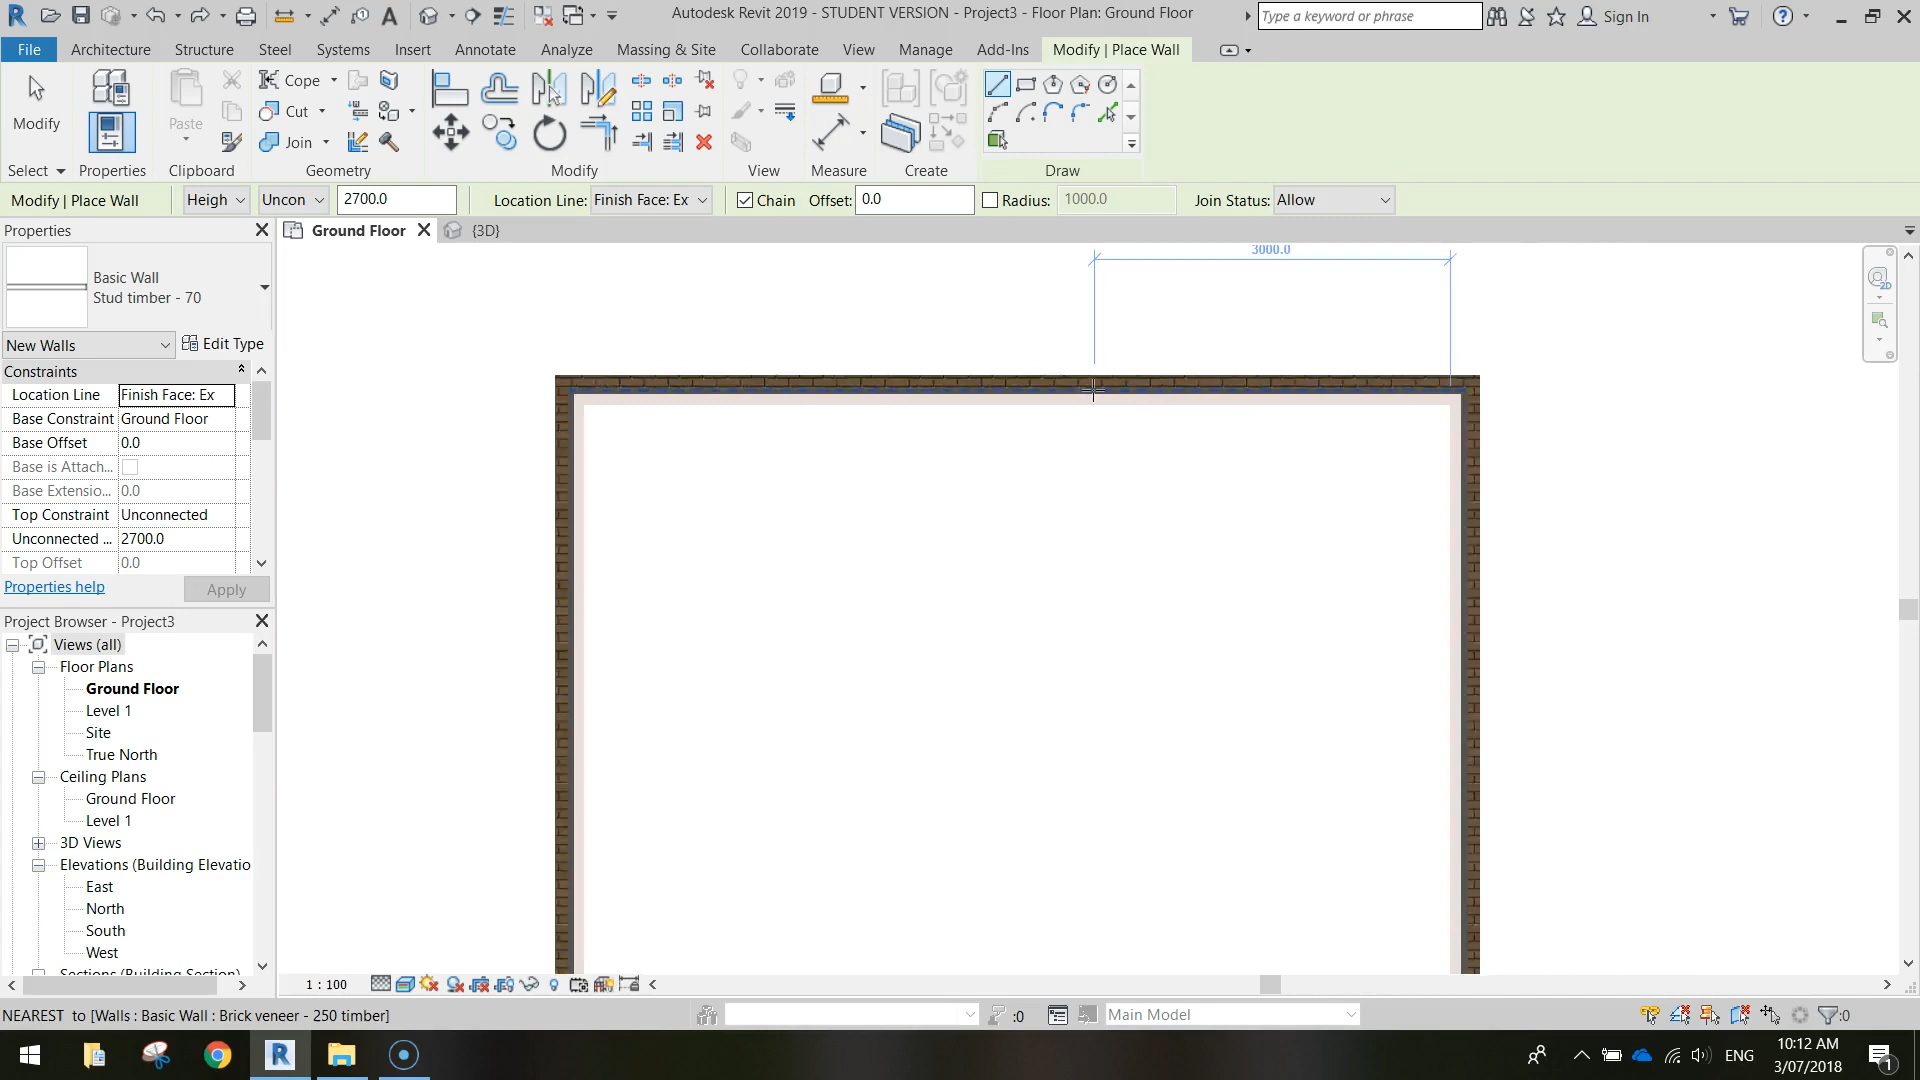 Autodesk Revit 2019 - STUDENT VERSION - Project3 - Floor Plan: Ground Floor
Type a keyword or phrase
Sign In
File Architecture Structure Steel Systems Insert Annotate Analyze Massing & Site Collaborate View Manage Add-Ins Modify | Place Wall
Modify
Paste
Cope
Cut
Join
Select Properties Clipboard Geometry Modify View Measure Create Draw
Modify | Place Wall Heigh Uncon 2700.0 Location Line: Finish Face: Ex Chain Offset: 0.0 Radius: 1000.0 Join Status: Allow
Properties
Ground Floor
{3D}
3000.0
2D
Basic Wall
Stud timber - 70
New Walls Edit Type
Constraints
Location Line Finish Face: Ex
Base Constraint Ground Floor
Base Offset 0.0
Base is Attach...
Base Extensio... 0.0
Top Constraint Unconnected
Unconnected ... 2700.0
Top Offset 0.0
Properties help Apply
Project Browser - Project3
Views (all)
Floor Plans
Ground Floor
Level 1
Site
True North
Ceiling Plans
Ground Floor
Level 1
3D Views
Elevations (Building Elevatio
East
North
South
West
Sections (Building Section)
1 : 100
NEAREST to [Walls : Basic Wall : Brick veneer - 250 timber]
:0
Main Model
:0
ENG
10:12 AM
3/07/2018
1